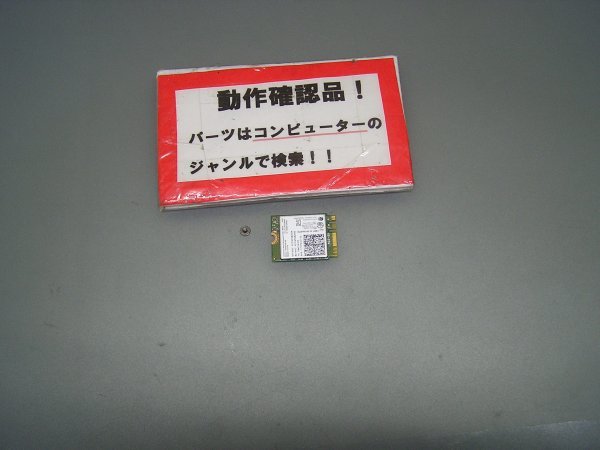 動作確認品！
パーツはコンピューターの
ジャンルで検索！！